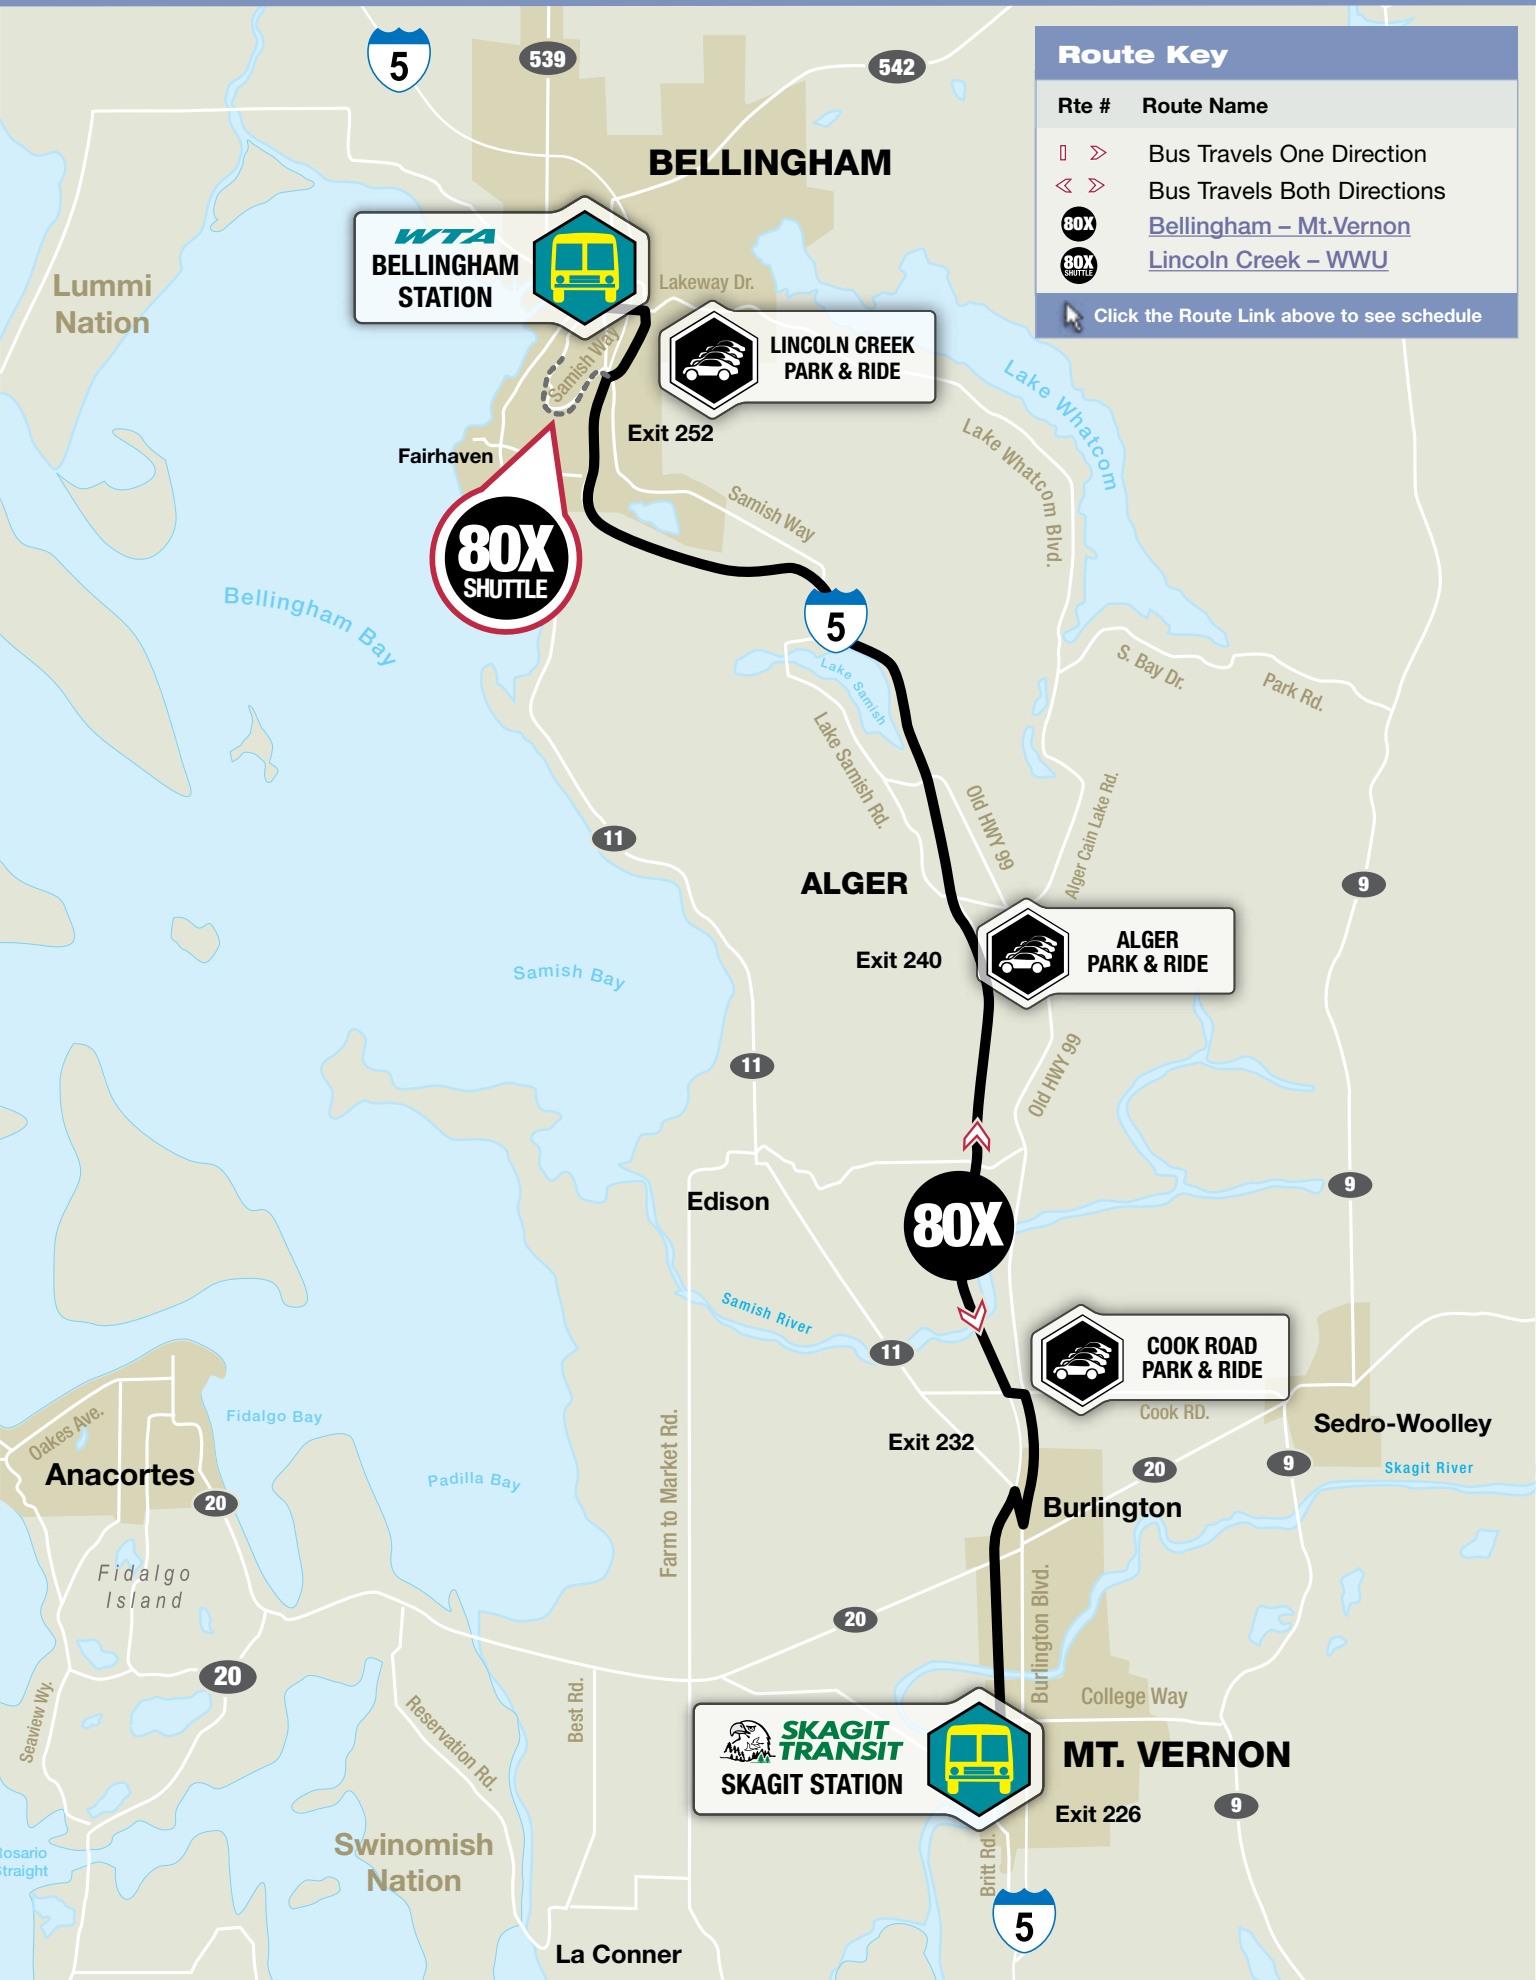 5
539
542
Route Key
Rte # Route Name
Bus Travels One Direction
Bus Travels Both Directions
80X Bellingham – Mt.Vernon
80X SHUTTLE Lincoln Creek – WWU
Click the Route Link above to see schedule
BELLINGHAM
WTA
BELLINGHAM
STATION
Lakeway Dr.
Lummi
Nation
Samish Way
LINCOLN CREEK
PARK & RIDE
Lake Whatcom
Exit 252
Fairhaven
Lake Whatcom Blvd.
Samish Way
80X
SHUTTLE
Bellingham Bay
5
Lake Samish
S. Bay Dr.
Park Rd.
Lake Samish Rd.
Old HWY 99
Alger Cain Lake Rd.
11
ALGER
9
ALGER
PARK & RIDE
Exit 240
Samish Bay
11
Old HWY 99
9
Edison
80X
Samish River
11
COOK ROAD
PARK & RIDE
Cook RD.
Sedro-Woolley
Oakes Ave.
Fidalgo Bay
Farm to Market Rd.
Exit 232
20
9
Skagit River
Anacortes
Padilla Bay
20
Burlington
Fidalgo
Island
Burlington Blvd.
20
20
Seaview Wy.
Reservation Rd.
Best Rd.
College Way
SKAGIT
TRANSIT
SKAGIT STATION
MT. VERNON
Exit 226
9
Swinomish
Nation
Rosario
Straight
Britt Rd.
5
La Conner